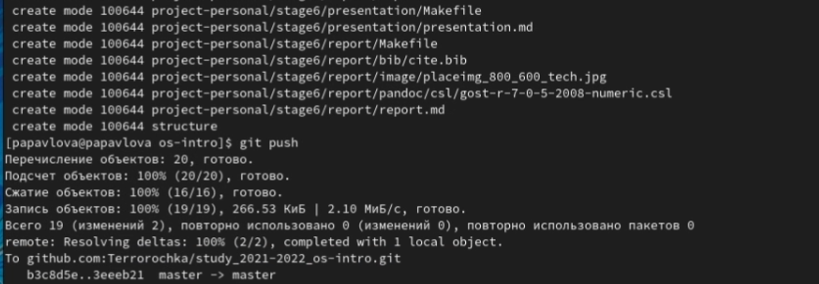 create mode 100644 project-personal/stage6/presentation/Makefile
create mode 100644 project-personal/stage6/presentation/presentation.md
create mode 100644 project-personal/stage6/report/Makefile
create mode 100644 project-personal/stage6/report/bib/cite.bib
create mode 100644 project-personal/stage6/report/image/placeimg_800_600_tech.jpg
create mode 100644 project-personal/stage6/report/pandoc/csl/gost-r-7-0-5-2008-numeric.csl
create mode 100644 project-personal/stage6/report/report.md
create mode 100644 structure
[papavlova@papavlova os-intro]$ git push
Перечисление объектов: 20, готово.
Подсчет объектов: 100% (20/20), готово.
Сжатие объектов: 100% (16/16), готово.
Запись объектов: 100% (19/19), 266.53 КиБ | 2.10 МиБ/с, готово.
Всего 19 (изменений 2), повторно использовано 0 (изменений 0), повторно использовано пакетов 0
remote: Resolving deltas: 100% (2/2), completed with 1 local object.
To github.com:Terrorochka/study_2021-2022_os-intro.git
b3c8d5e..3eeeb21  master -> master